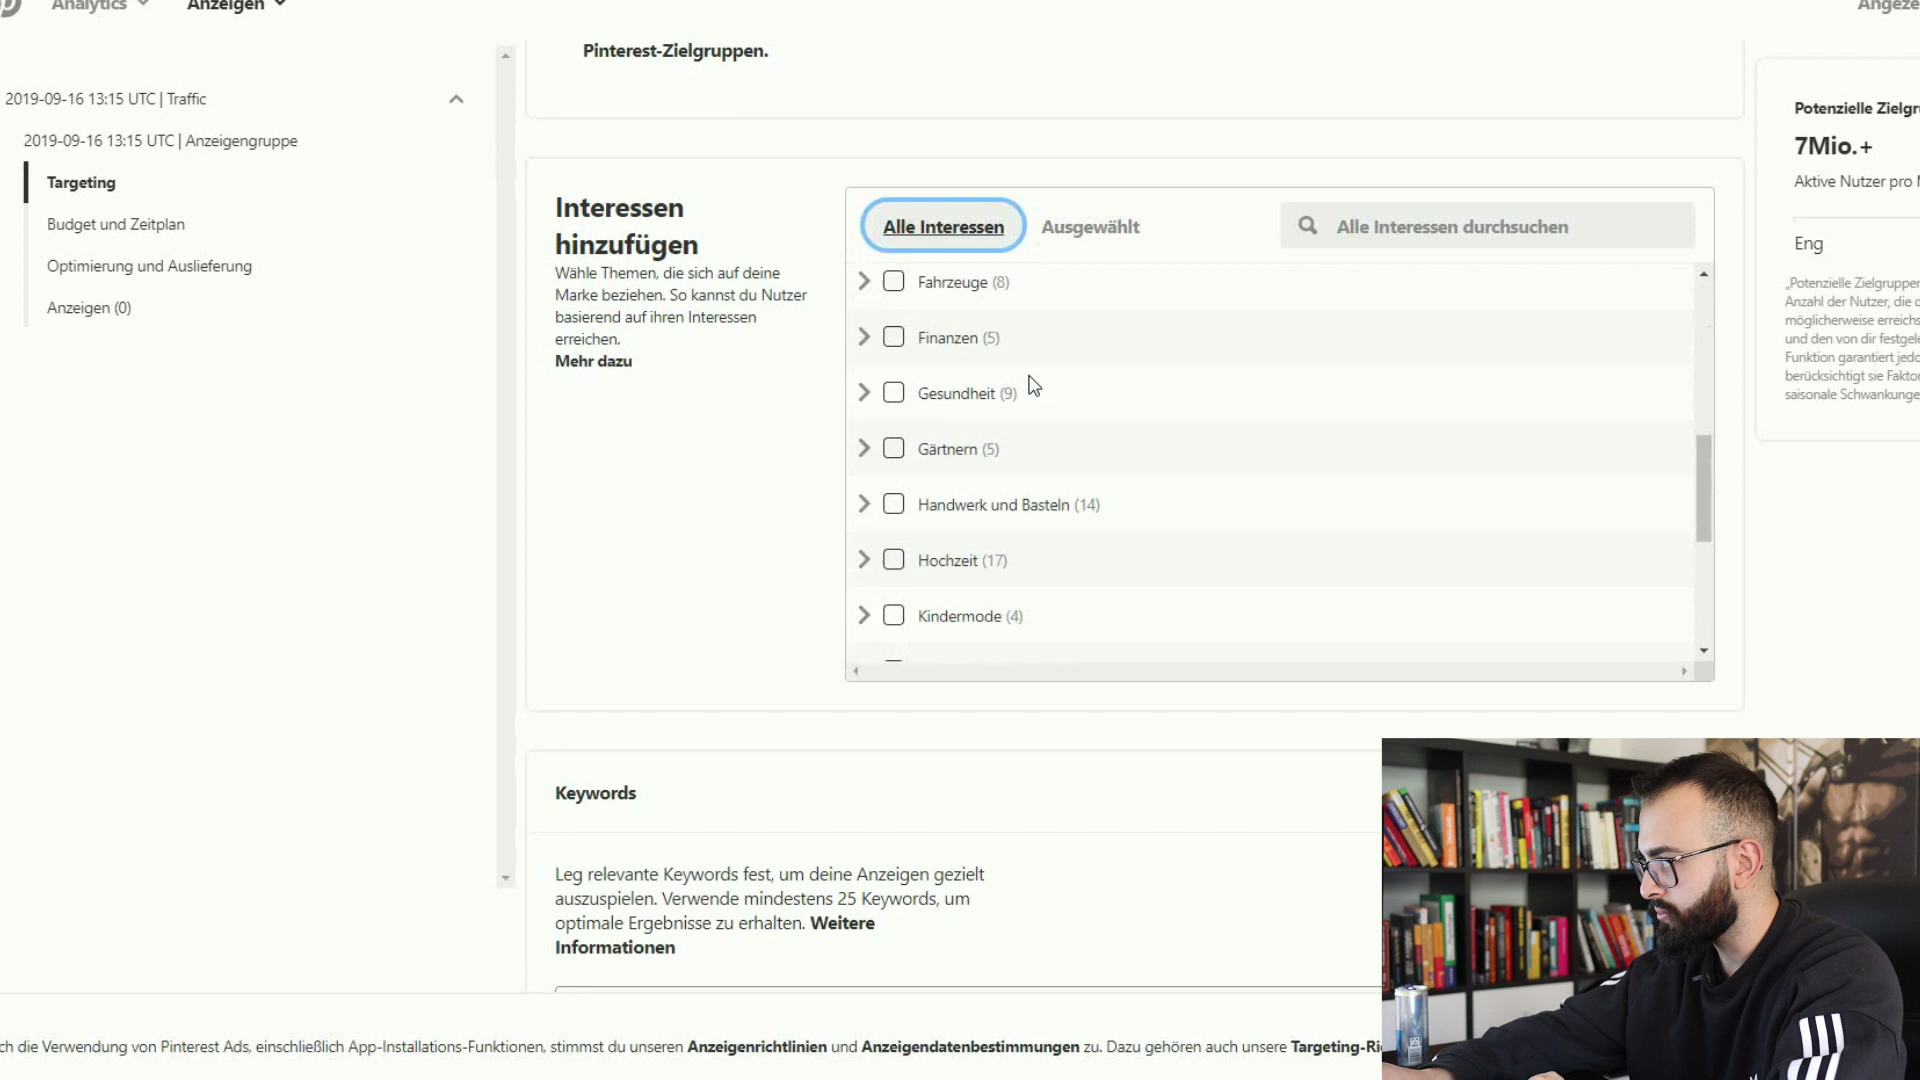 Analytics
Anzeigen
Pinterest-Zielgruppen.
2019-09-16 13:15 UTC | Traffic
2019-09-16 13:15 UTC | Anzeigengruppe
Targeting
Budget und Zeitplan
Optimierung und Auslieferung
Anzeigen (0)
Interessen
hinzufügen
Wähle Themen, die sich auf deine
Marke beziehen. So kannst du Nutzer
basierend auf ihren Interessen
erreichen.
Mehr dazu
Alle Interessen
Ausgewählt
Alle Interessen durchsuchen
Fahrzeuge (8)
Finanzen (5)
Gesundheit (9)
Gärtnern (5)
Handwerk und Basteln (14)
Hochzeit (17)
Kindermode (4)
Keywords
Leg relevante Keywords fest, um deine Anzeigen gezielt
auszuspielen. Verwende mindestens 25 Keywords, um
optimale Ergebnisse zu erhalten. Weitere
Informationen
Potenzielle Zielgr
7Mio.+
Aktive Nutzer pro
Eng
„Potenzielle Zielgruppe
Anzahl der Nutzer, die
möglicherweise erreichs
und den von dir festgele
Funktion garantiert jedo
berücksichtigt sie Fakto
saisonale Schwankunge
ch die Verwendung von Pinterest Ads, einschließlich App-Installations-Funktionen, stimmst du unseren Anzeigenrichtlinien und Anzeigendatenbestimmungen zu. Dazu gehören auch unsere Targeting-Ri